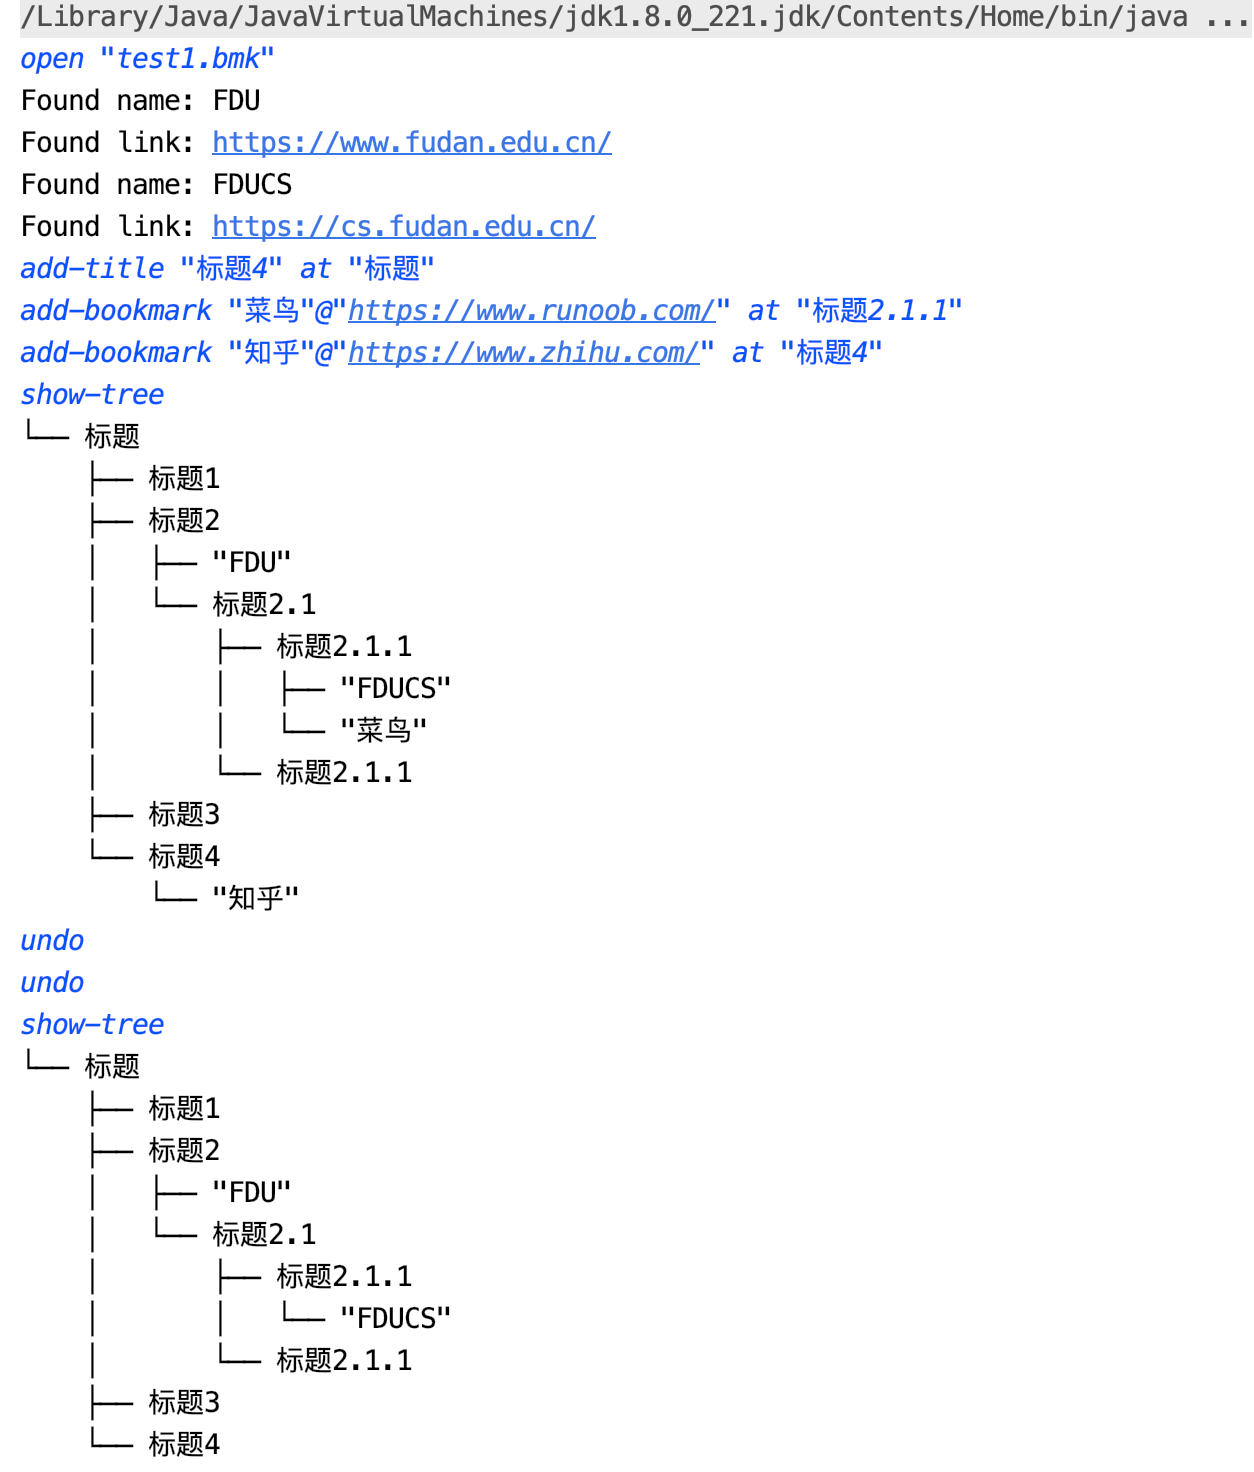 /Library/Java/JavaVirtualMachines/jdk1.8.0_221.jdk/Contents/Home/bin/java ...
open "test1.bmk"
Found name: FDU
Found link: https://www.fudan.edu.cn/
Found name: FDUCS
Found link: https://cs.fudan.edu.cn/
add-title "标题4" at "标题"
add-bookmark "菜鸟"@"https://www.runoob.com/" at "标题2.1.1"
add-bookmark "知乎"@"https://www.zhihu.com/" at "标题4"
show-tree
└── 标题
    ├── 标题1
    ├── 标题2
    │   ├── "FDU"
    │   └── 标题2.1
    │       ├── 标题2.1.1
    │       │   ├── "FDUCS"
    │       │   └── "菜鸟"
    │       └── 标题2.1.1
    ├── 标题3
    └── 标题4
        └── "知乎"
undo
undo
show-tree
└── 标题
    ├── 标题1
    ├── 标题2
    │   ├── "FDU"
    │   └── 标题2.1
    │       ├── 标题2.1.1
    │       │   └── "FDUCS"
    │       └── 标题2.1.1
    ├── 标题3
    └── 标题4